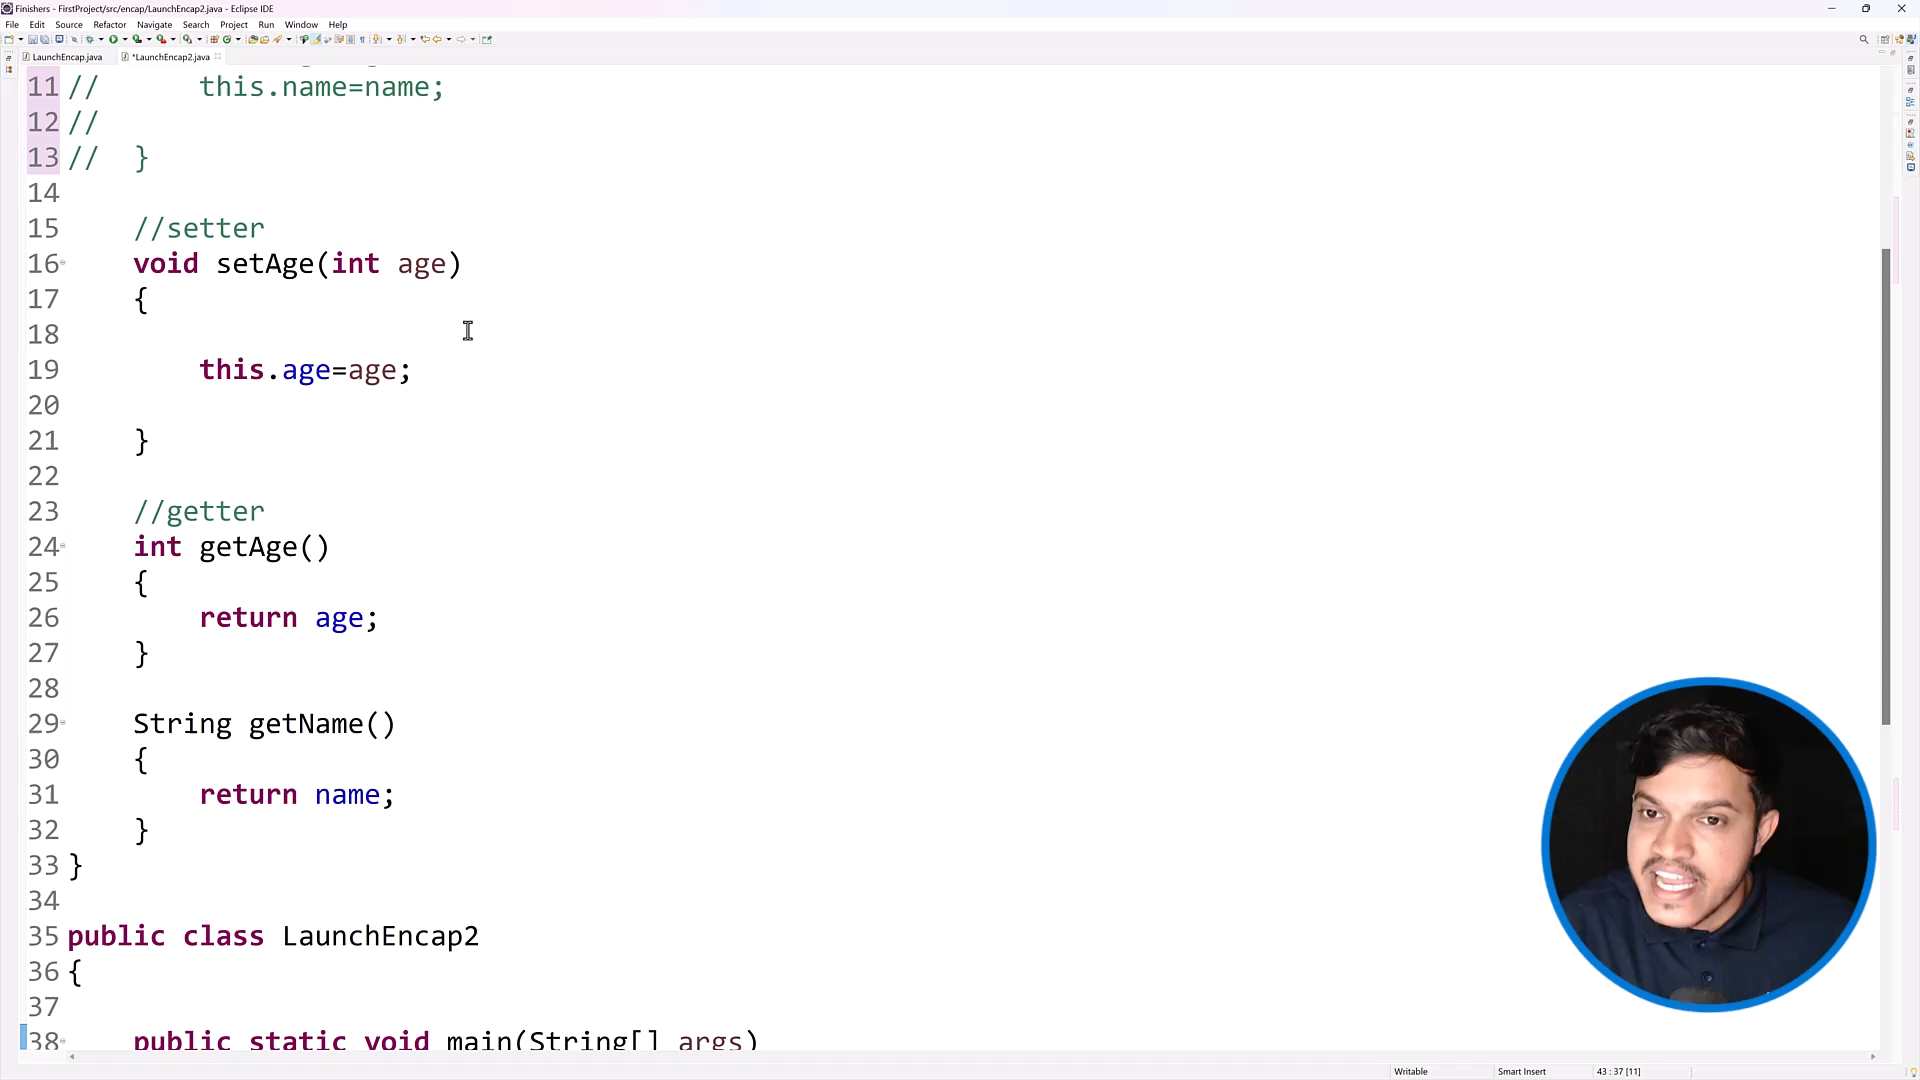 Finishers - FirstProject/src/encap/LaunchEncap2.java - Eclipse IDE
File Edit Source Refactor Navigate Search Project Run Window Help
LaunchEncap.java *LaunchEncap2.java
11 // this.name=name;
12 //
13 // }
14
15 //setter
16 void setAge(int age)
17 {
18
19 this.age=age;
20
21 }
22
23 //getter
24 int getAge()
25 {
26 return age;
27 }
28
29 String getName()
30 {
31 return name;
32 }
33 }
34
35 public class LaunchEncap2
36 {
37
38 public static void main(String[] args)
Writable Smart Insert 43 : 37 [11]